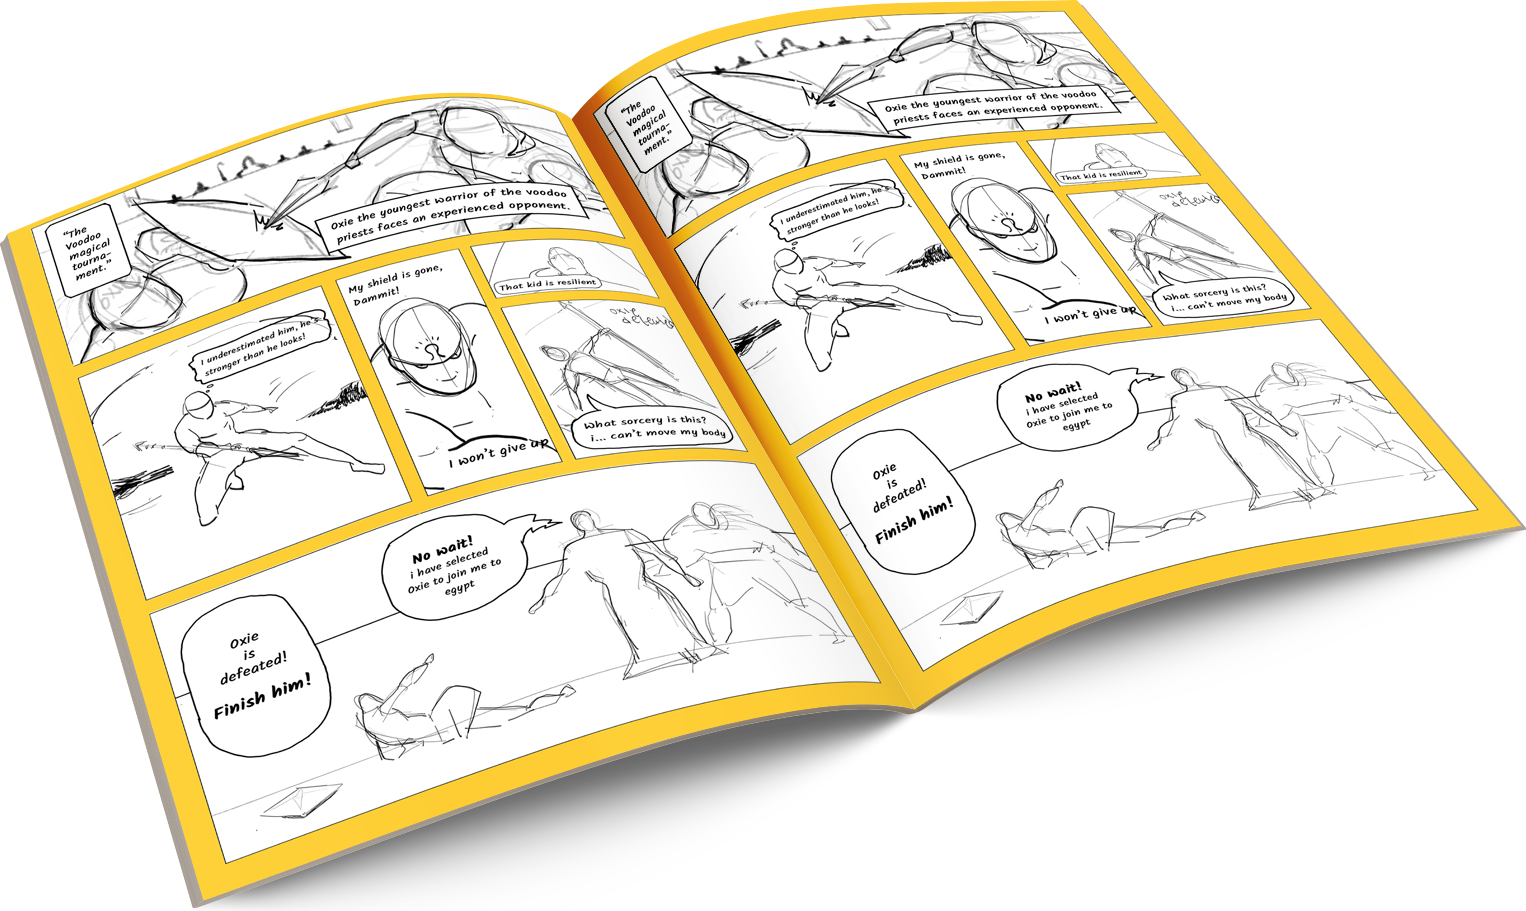 "The
voodoo
magical
tourna-
ment."
Oxie the youngest warrior of the voodoo
priests faces an experienced opponent.
I underestimated him, he's
stronger than he looks!
My shield is gone,
Dammit!
I won't give up
That kid is resilient
oxie
defeated
What sorcery is this?
i... can't move my body
No wait!
i have selected
Oxie to join me to
egypt
Oxie
is
defeated!
Finish him!
"The
voodoo
magical
tourna-
ment."
Oxie the youngest warrior of the voodoo
priests faces an experienced opponent.
I underestimated him, he's
stronger than he looks!
My shield is gone,
Dammit!
I won't give up
That kid is resilient
oxie
defeated
What sorcery is this?
i... can't move my body
No wait!
i have selected
Oxie to join me to
egypt
Oxie
is
defeated!
Finish him!